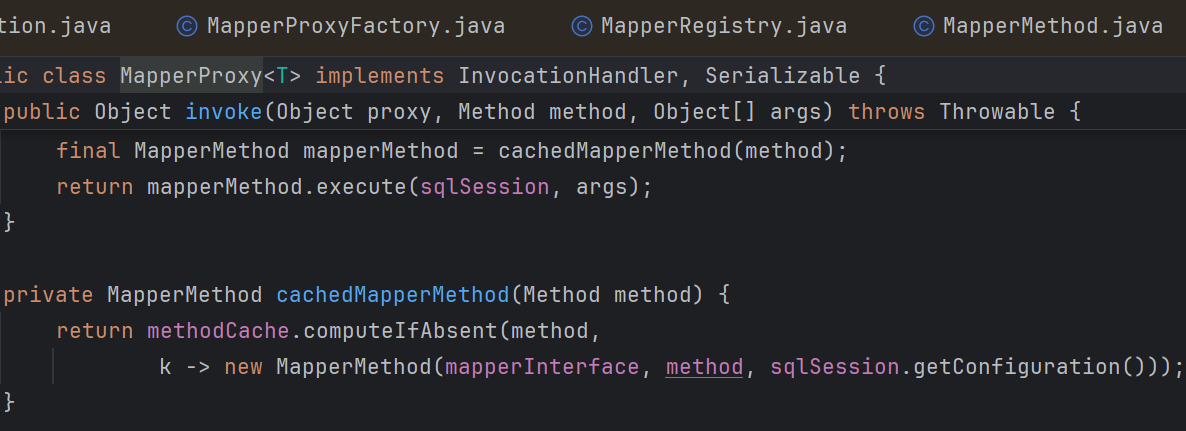 tion.java MapperProxyFactory.java MapperRegistry.java MapperMethod.java
lic class MapperProxy<T> implements InvocationHandler, Serializable {
public Object invoke(Object proxy, Method method, Object[] args) throws Throwable {
final MapperMethod mapperMethod = cachedMapperMethod(method);
return mapperMethod.execute(sqlSession, args);
}
private MapperMethod cachedMapperMethod(Method method) {
return methodCache.computeIfAbsent(method,
k -> new MapperMethod(mapperInterface, method, sqlSession.getConfiguration()));
}